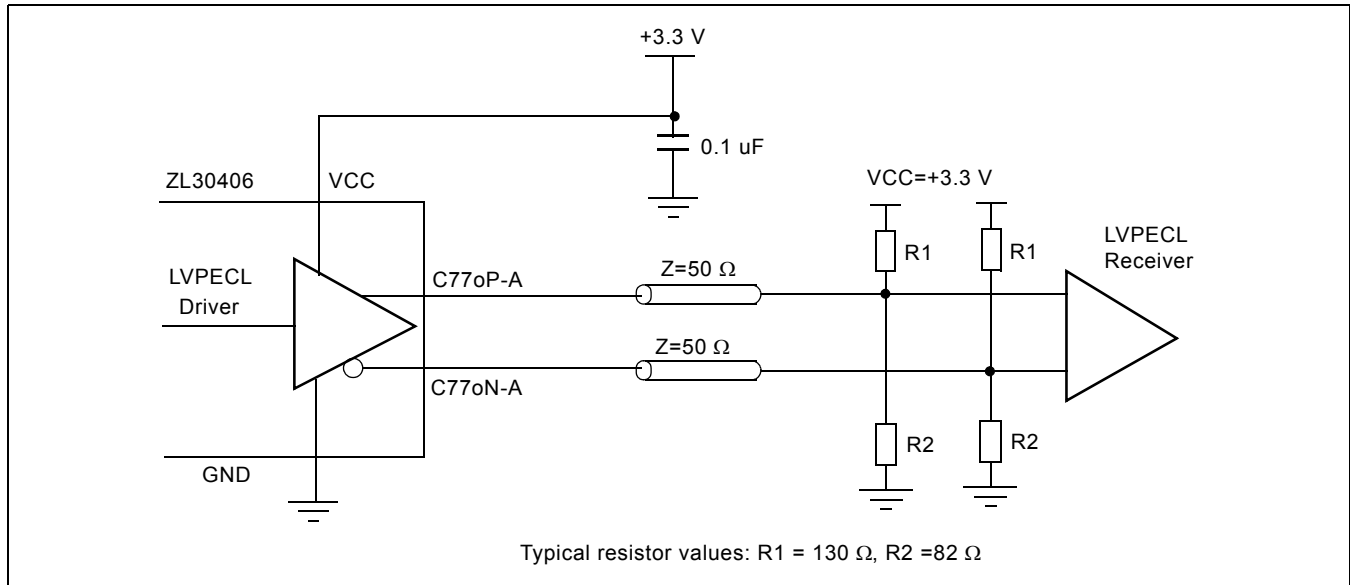 +3.3 V
0.1 uF
ZL30406
VCC
VCC=+3.3 V
R1
R1
LVPECL
Receiver
LVPECL
Driver
C77oP-A
Z=50 Ω
Z=50 Ω
C77oN-A
R2
R2
GND
Typical resistor values: R1 = 130 Ω, R2 =82 Ω